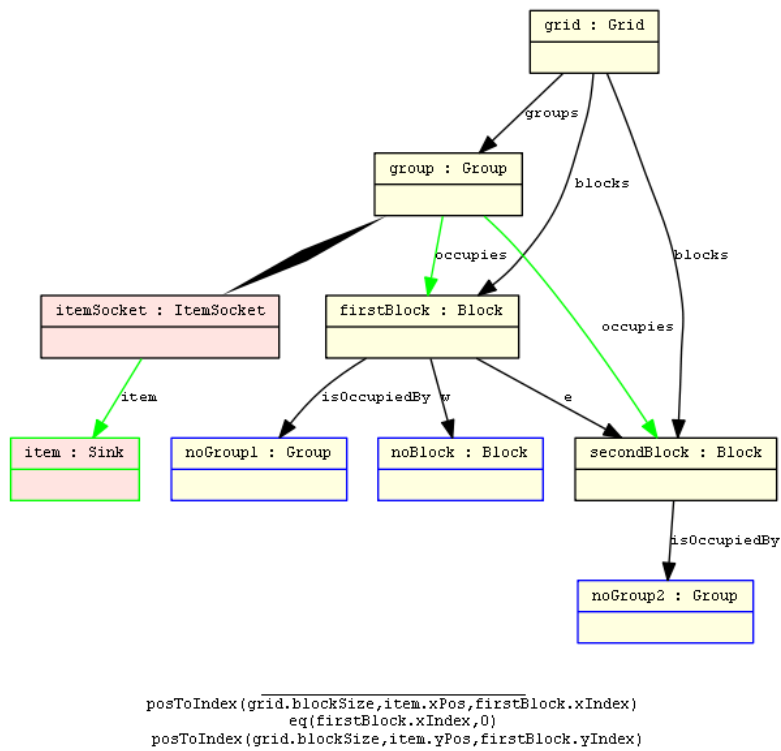 grid : Grid
groups
group : Group
blocks
blocks
occupies
itemSocket : ItemSocket
firstBlock : Block
occupies
item
isOccupiedBy
w
e
item : Sink
noGroup1 : Group
noBlock : Block
secondBlock : Block
isOccupiedBy
noGroup2 : Group
posToIndex(grid.blockSize,item.xPos,firstBlock.xIndex)
eq(firstBlock.xIndex,0)
posToIndex(grid.blockSize,item.yPos,firstBlock.yIndex)